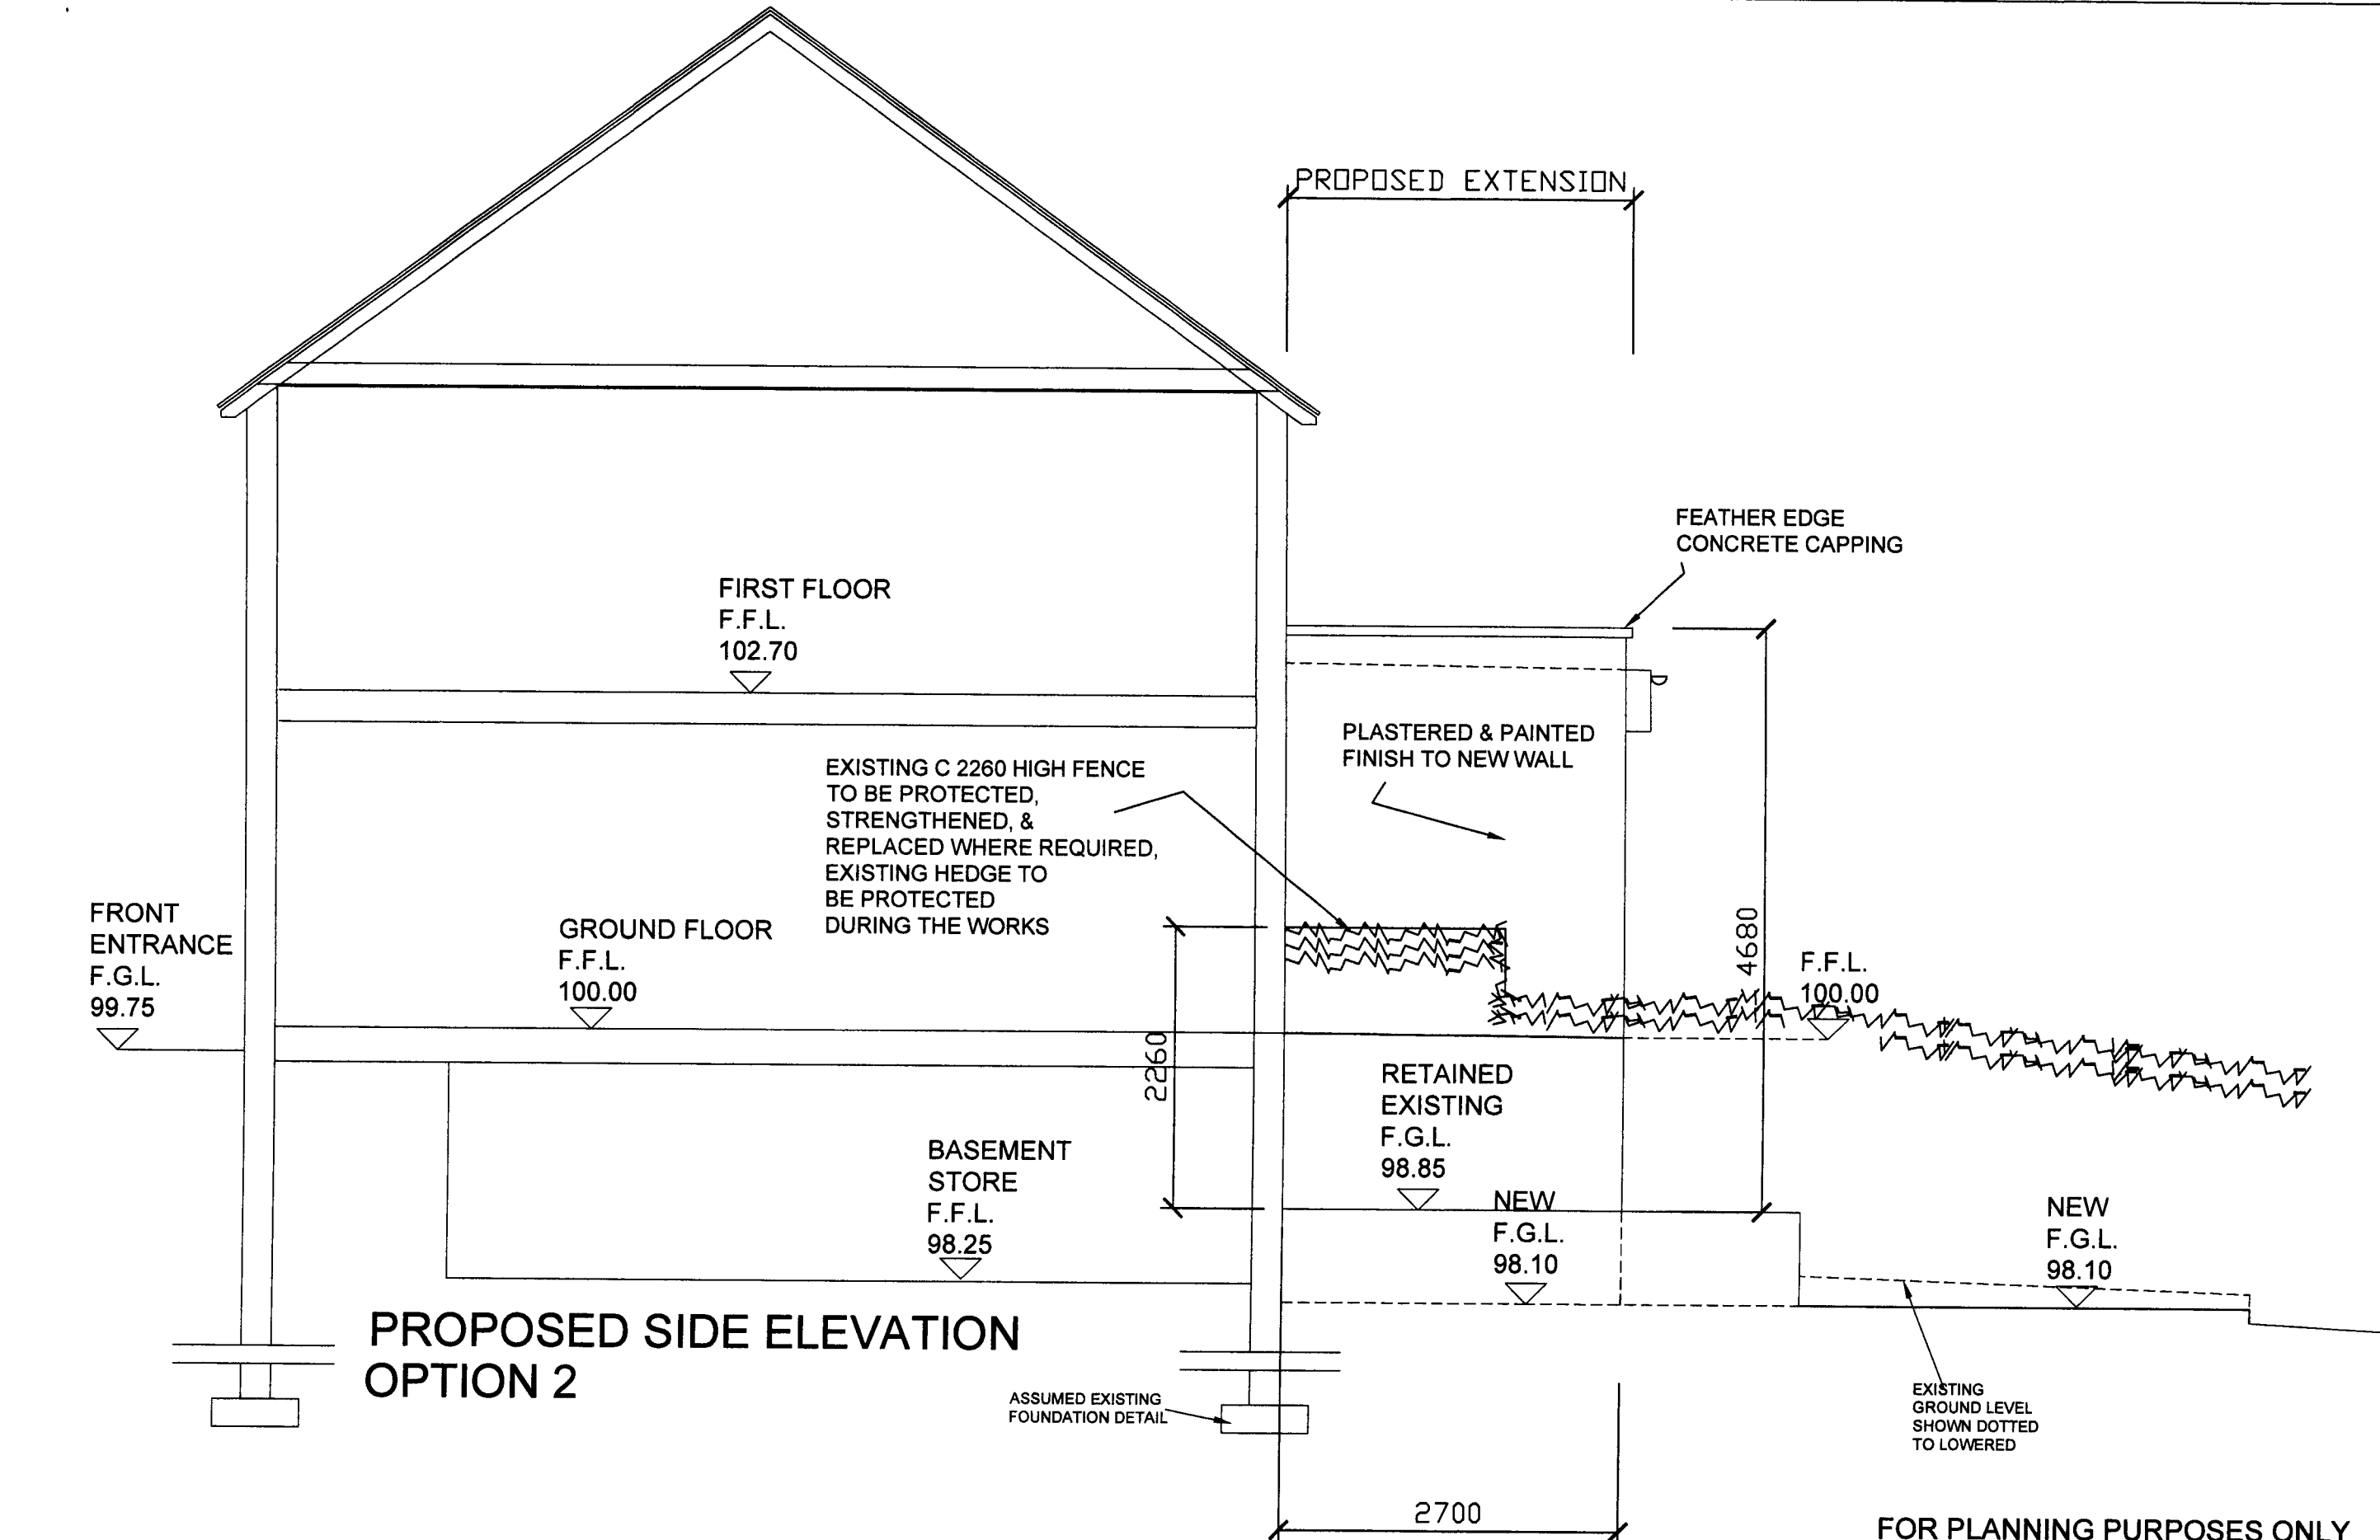 PROPOSED EXTENSION
FEATHER EDGE
CONCRETE CAPPING
FIRST FLOOR
F.F.L.
102.70
PLASTERED & PAINTED
FINISH TO NEW WALL
EXISTING C 2260 HIGH FENCE
TO BE PROTECTED,
STRENGTHENED, &
REPLACED WHERE REQUIRED,
EXISTING HEDGE TO
BE PROTECTED
DURING THE WORKS
FRONT
ENTRANCE
F.G.L.
99.75
GROUND FLOOR
F.F.L.
100.00
4680
F.F.L.
100.00
2260
RETAINED
EXISTING
F.G.L.
98.85
BASEMENT
STORE
F.F.L.
98.25
NEW
F.G.L.
98.10
NEW
F.G.L.
98.10
PROPOSED SIDE ELEVATION
OPTION 2
ASSUMED EXISTING
FOUNDATION DETAIL
EXISTING
GROUND LEVEL
SHOWN DOTTED
TO LOWERED
2700
FOR PLANNING PURPOSES ONLY